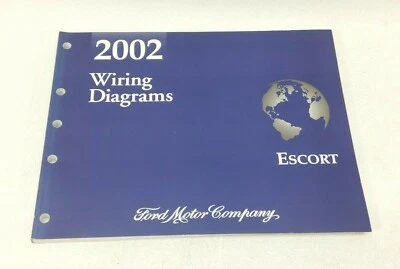 2002
Wiring
Diagrams
ESCORT
Ford Motor Company